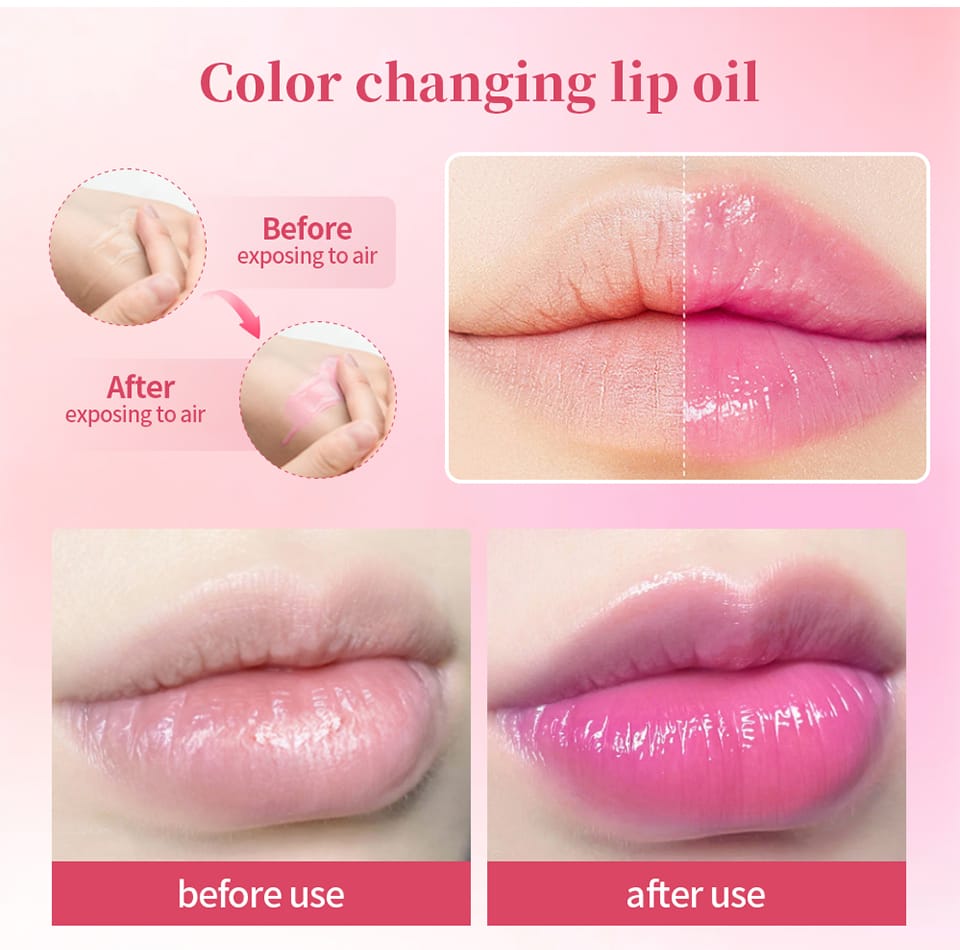 Color changing lip oil
Before
exposing to air
After
exposing to air
before use
after use